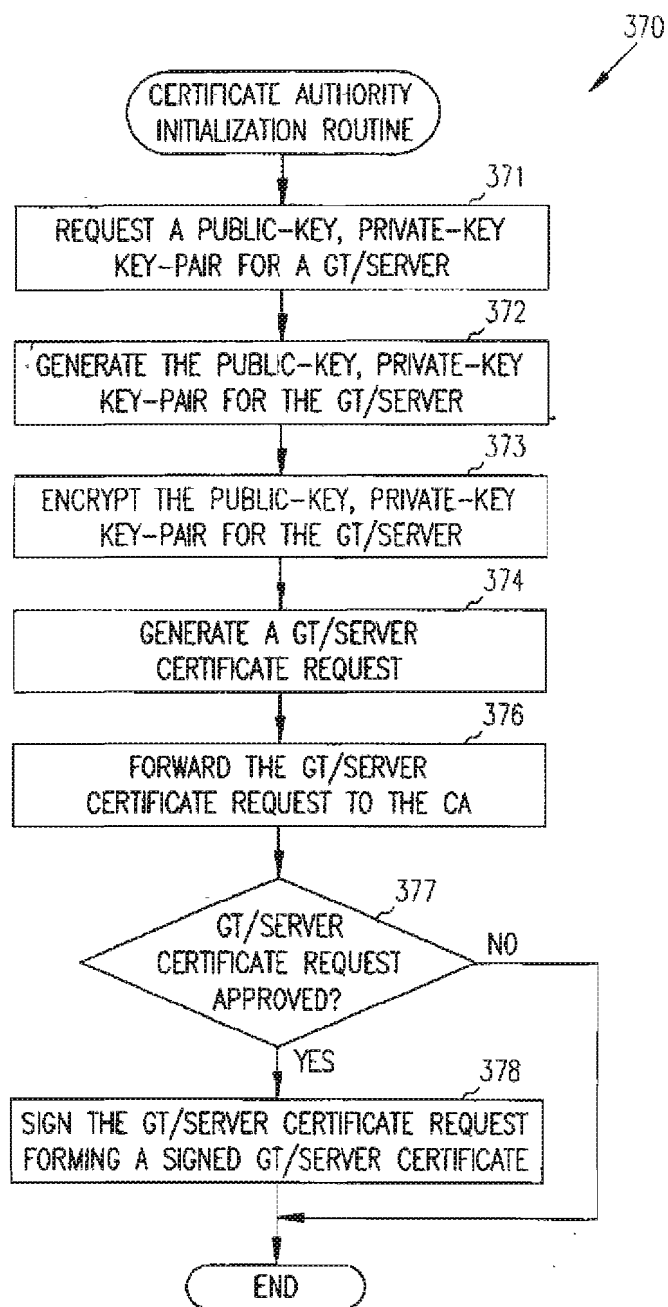 370
CERTIFICATE AUTHORITY
INITIALIZATION ROUTINE
371
REQUEST A PUBLIC-KEY, PRIVATE-KEY
KEY-PAIR FOR A GT/SERVER
372
GENERATE THE PUBLIC-KEY, PRIVATE-KEY
KEY-PAIR FOR THE GT/SERVER
373
ENCRYPT THE PUBLIC-KEY, PRIVATE-KEY
KEY-PAIR FOR THE GT/SERVER
374
GENERATE A GT/SERVER
CERTIFICATE REQUEST
376
FORWARD THE GT/SERVER
CERTIFICATE REQUEST TO THE CA
377
GT/SERVER
CERTIFICATE REQUEST
APPROVED?
NO
YES
378
SIGN THE GT/SERVER CERTIFICATE REQUEST
FORMING A SIGNED GT/SERVER CERTIFICATE
END